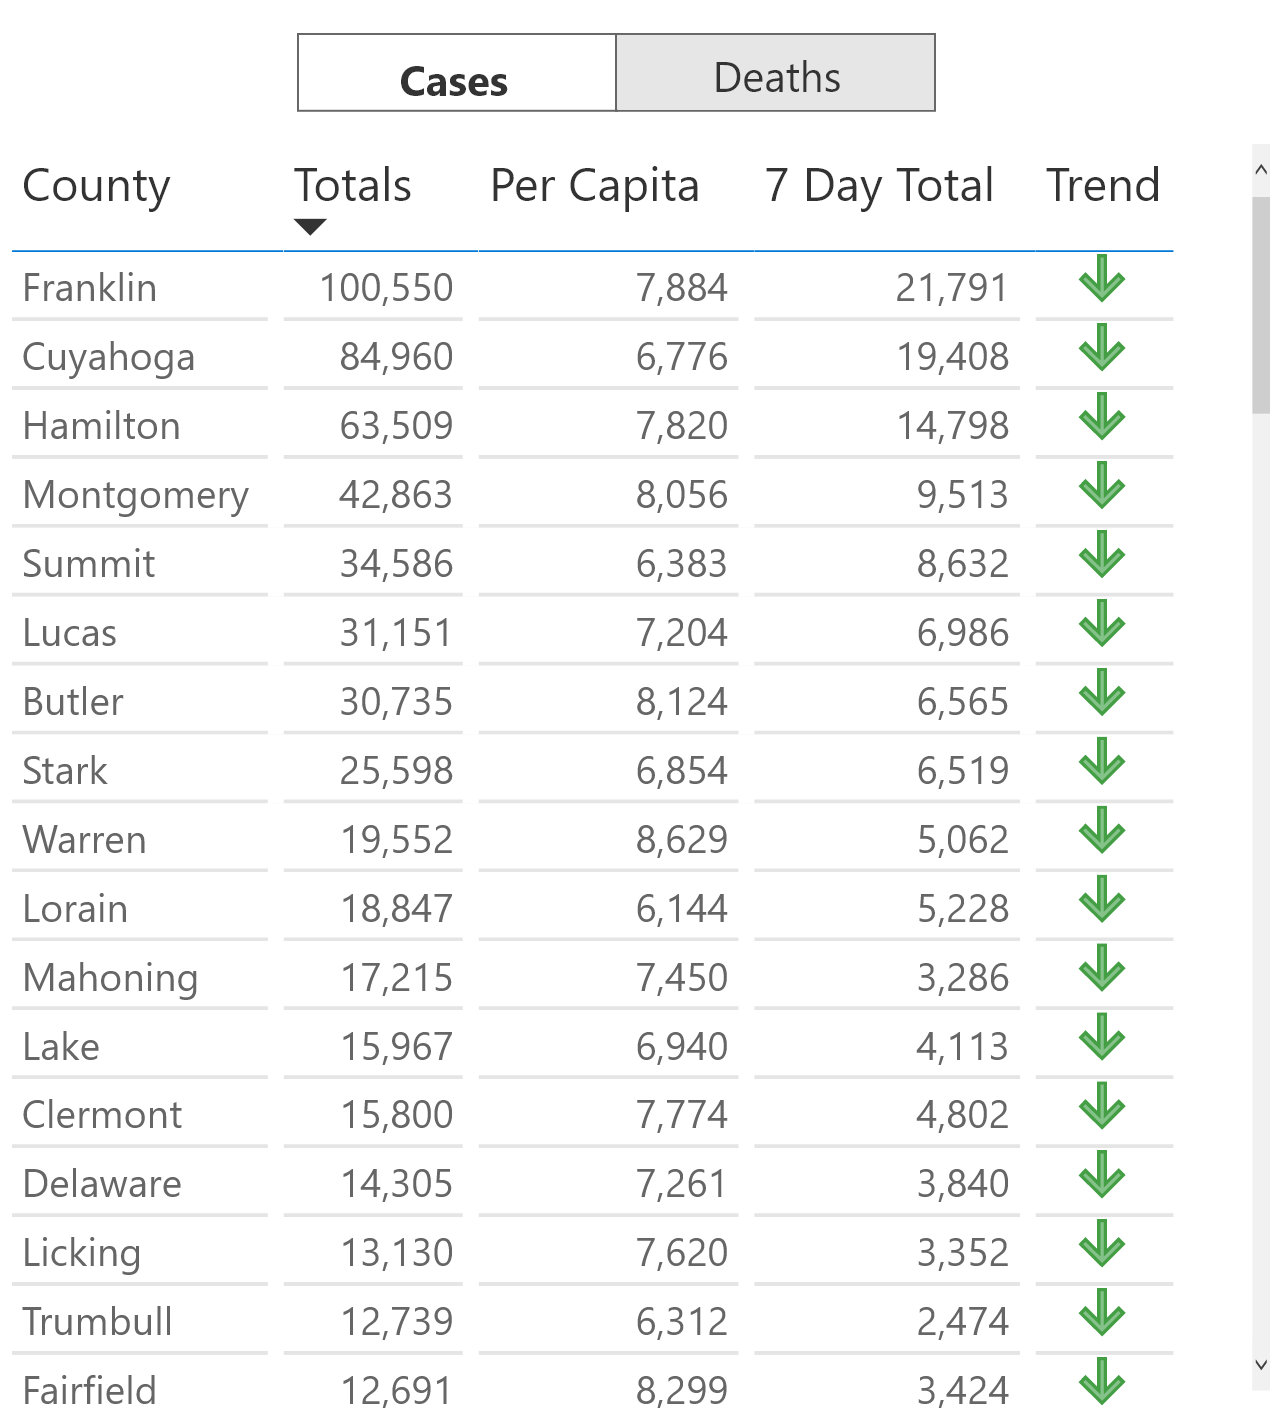 Cases Deaths
County Totals Per Capita 7 Day Total Trend
Franklin 100,550 7,884 21,791
Cuyahoga 84,960 6,776 19,408
Hamilton 63,509 7,820 14,798
Montgomery 42,863 8,056 9,513
Summit 34,586 6,383 8,632
Lucas 31,151 7,204 6,986
Butler 30,735 8,124 6,565
Stark 25,598 6,854 6,519
Warren 19,552 8,629 5,062
Lorain 18,847 6,144 5,228
Mahoning 17,215 7,450 3,286
Lake 15,967 6,940 4,113
Clermont 15,800 7,774 4,802
Delaware 14,305 7,261 3,840
Licking 13,130 7,620 3,352
Trumbull 12,739 6,312 2,474
Fairfield 12,691 8,299 3,424